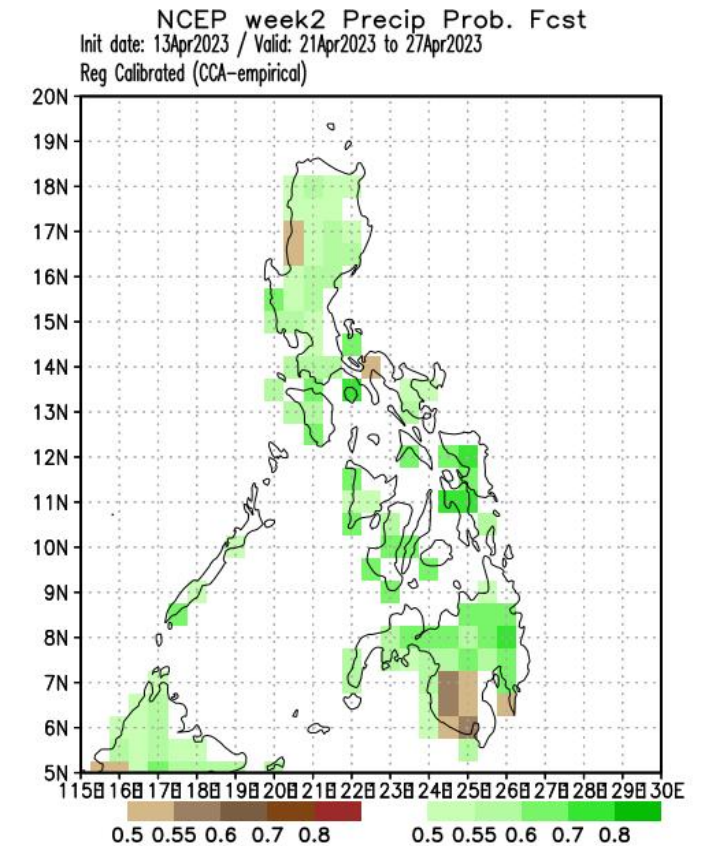 NCEP week2 Precip Prob. Fcst
Init date: 13Apr2023 / Valid: 21Apr2023 to 27Apr2023
Reg Calibrated (CCA-empirical)
20N
19N
18N
17N
16N
15N
14N
13N
12N
11N
10N
9N
8N
7N
6N
5N
115E 116E 117E 118E 119E 120E 121E 122E 123E 124E 125E 126E 127E 128E 129E 130E
0.5 0.55 0.6 0.7 0.8 0.5 0.55 0.6 0.7 0.8